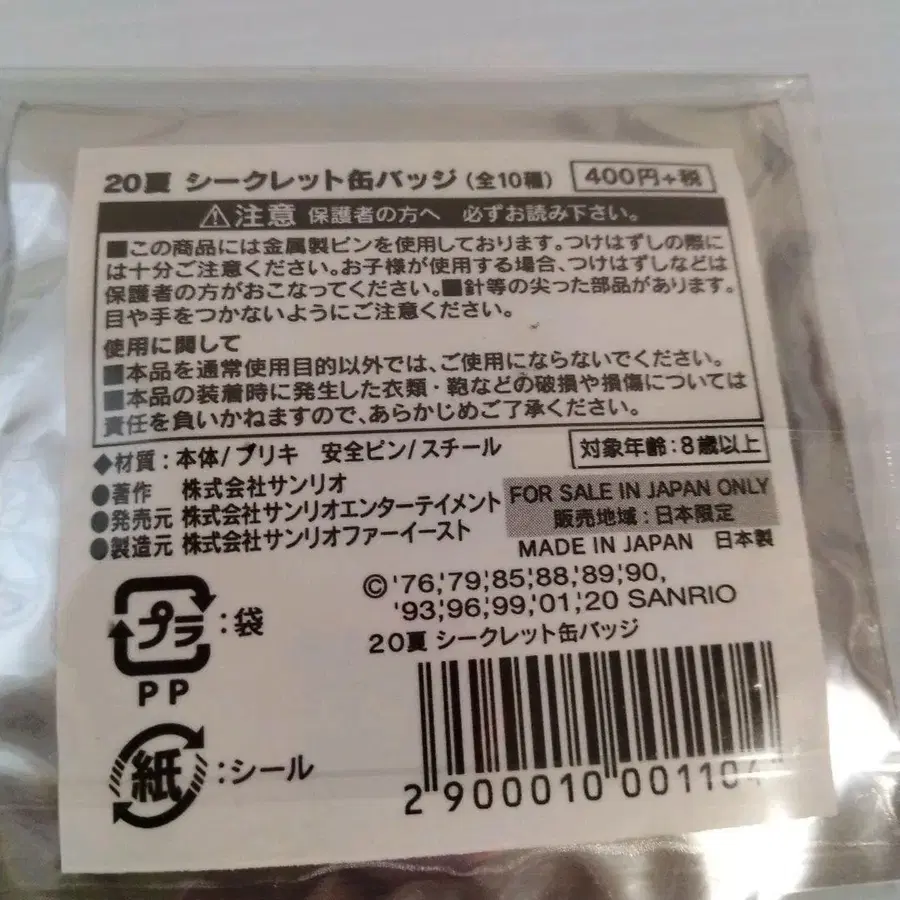 20夏 シークレット缶バッジ(全10種) 400円+税
⚠注意 保護者の方へ 必ずお読み下さい。
■この商品には金属製ピンを使用しております。つけはずしの際に
は十分ご注意ください。お子様が使用する場合、つけはずしなどは
保護者の方がおこなってください。■針等の尖った部品があります。
目や手をつかないようにご注意ください。
使用に関して
■本品を通常使用目的以外では、ご使用にならないでください。
■本品の装着時に発生した衣類・鞄などの破損や損傷については
責任を負いかねますので、あらかじめご了承ください。
◆材質:本体/ブリキ 安全ピン/スチール
対象年齢:8歳以上
●著作 株式会社サンリオ
●発売元 株式会社サンリオエンターテイメント
●製造元 株式会社サンリオファーイースト
FOR SALE IN JAPAN ONLY
販売地域:日本限定
MADE IN JAPAN 日本製
©'76,'79,'85,'88,'89,'90,
'93,'96,'99,'01,'20 SANRIO
20夏 シークレット缶バッジ
プラ:袋
PP
紙:シール
2 900010 001104